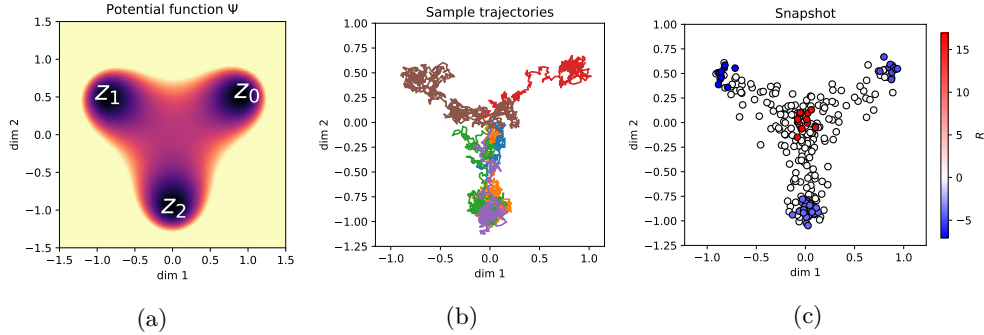 Potential function Ψ
1.5
1.0
0.5
0.0
−0.5
−1.0
−1.5
dim 2
z₁
z₀
z₂
−1.5 −1.0 −0.5 0.0 0.5 1.0 1.5
dim 1
(a)
Sample trajectories
1.00
0.75
0.50
0.25
0.00
−0.25
−0.50
−0.75
−1.00
−1.25
dim 2
−1.0 −0.5 0.0 0.5 1.0
dim 1
(b)
Snapshot
1.00
0.75
0.50
0.25
0.00
−0.25
−0.50
−0.75
−1.00
−1.25
dim 2
−1.0 −0.5 0.0 0.5 1.0
dim 1
(c)
15
10
5
0
−5
R